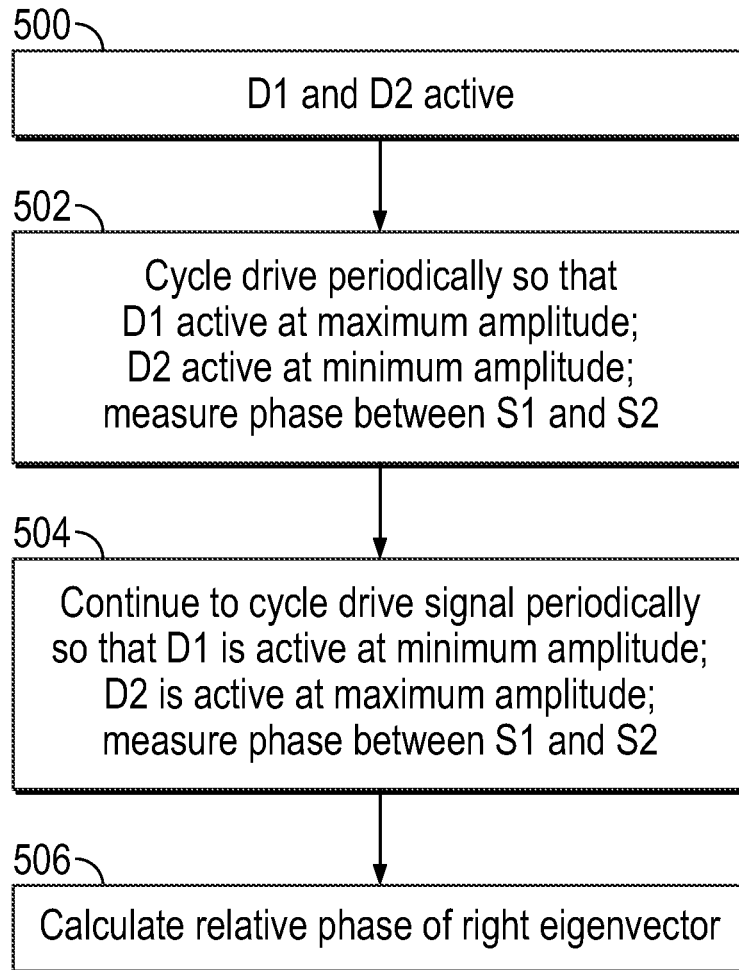 500
D1 and D2 active
502
Cycle drive periodically so that
D1 active at maximum amplitude;
D2 active at minimum amplitude;
measure phase between S1 and S2
504
Continue to cycle drive signal periodically
so that D1 is active at minimum amplitude;
D2 is active at maximum amplitude;
measure phase between S1 and S2
506
Calculate relative phase of right eigenvector